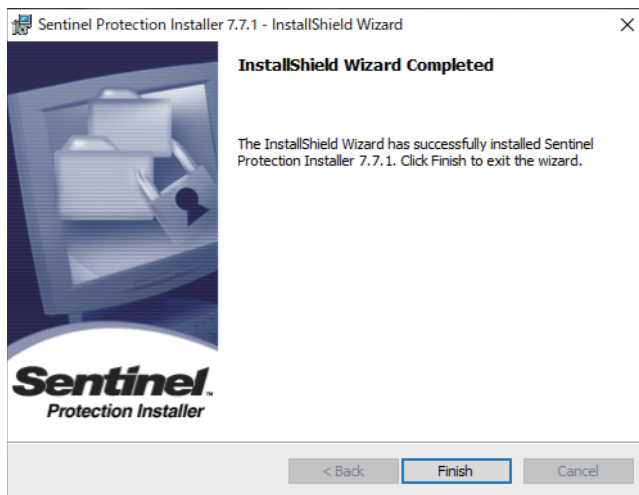 Sentinel Protection Installer 7.7.1 - InstallShield Wizard
InstallShield Wizard Completed
The InstallShield Wizard has successfully installed Sentinel
Protection Installer 7.7.1. Click Finish to exit the wizard.
Sentinel
Protection Installer
< Back
Finish
Cancel